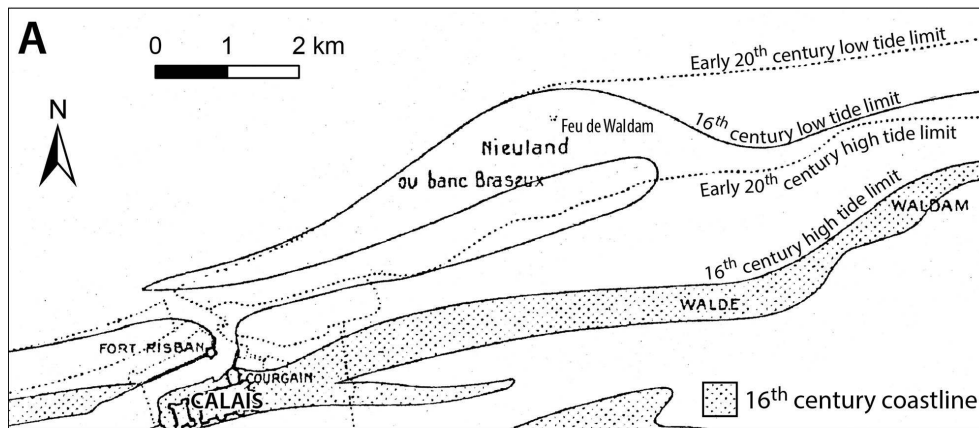 A
0 1 2 km
N
Early 20th century low tide limit
16th century low tide limit
Feu de Waldam
Nieuland
ou banc Braseux
Early 20th century high tide limit
16th century high tide limit
WALDAM
WALDE
FORT RISBAN
COURGAIN
CALAIS
16th century coastline